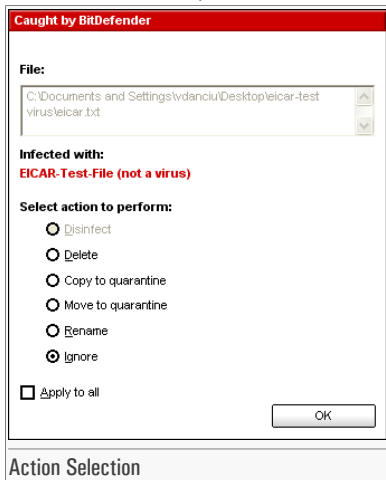 Caught by BitDefender
File:
C:\Documents and Settings\vdanciu\Desktop\eicar-test
virus\eicar.txt
Infected with:
EICAR-Test-File (not a virus)
Select action to perform:
Disinfect
Delete
Copy to quarantine
Move to quarantine
Rename
Ignore
Apply to all
OK
Action Selection